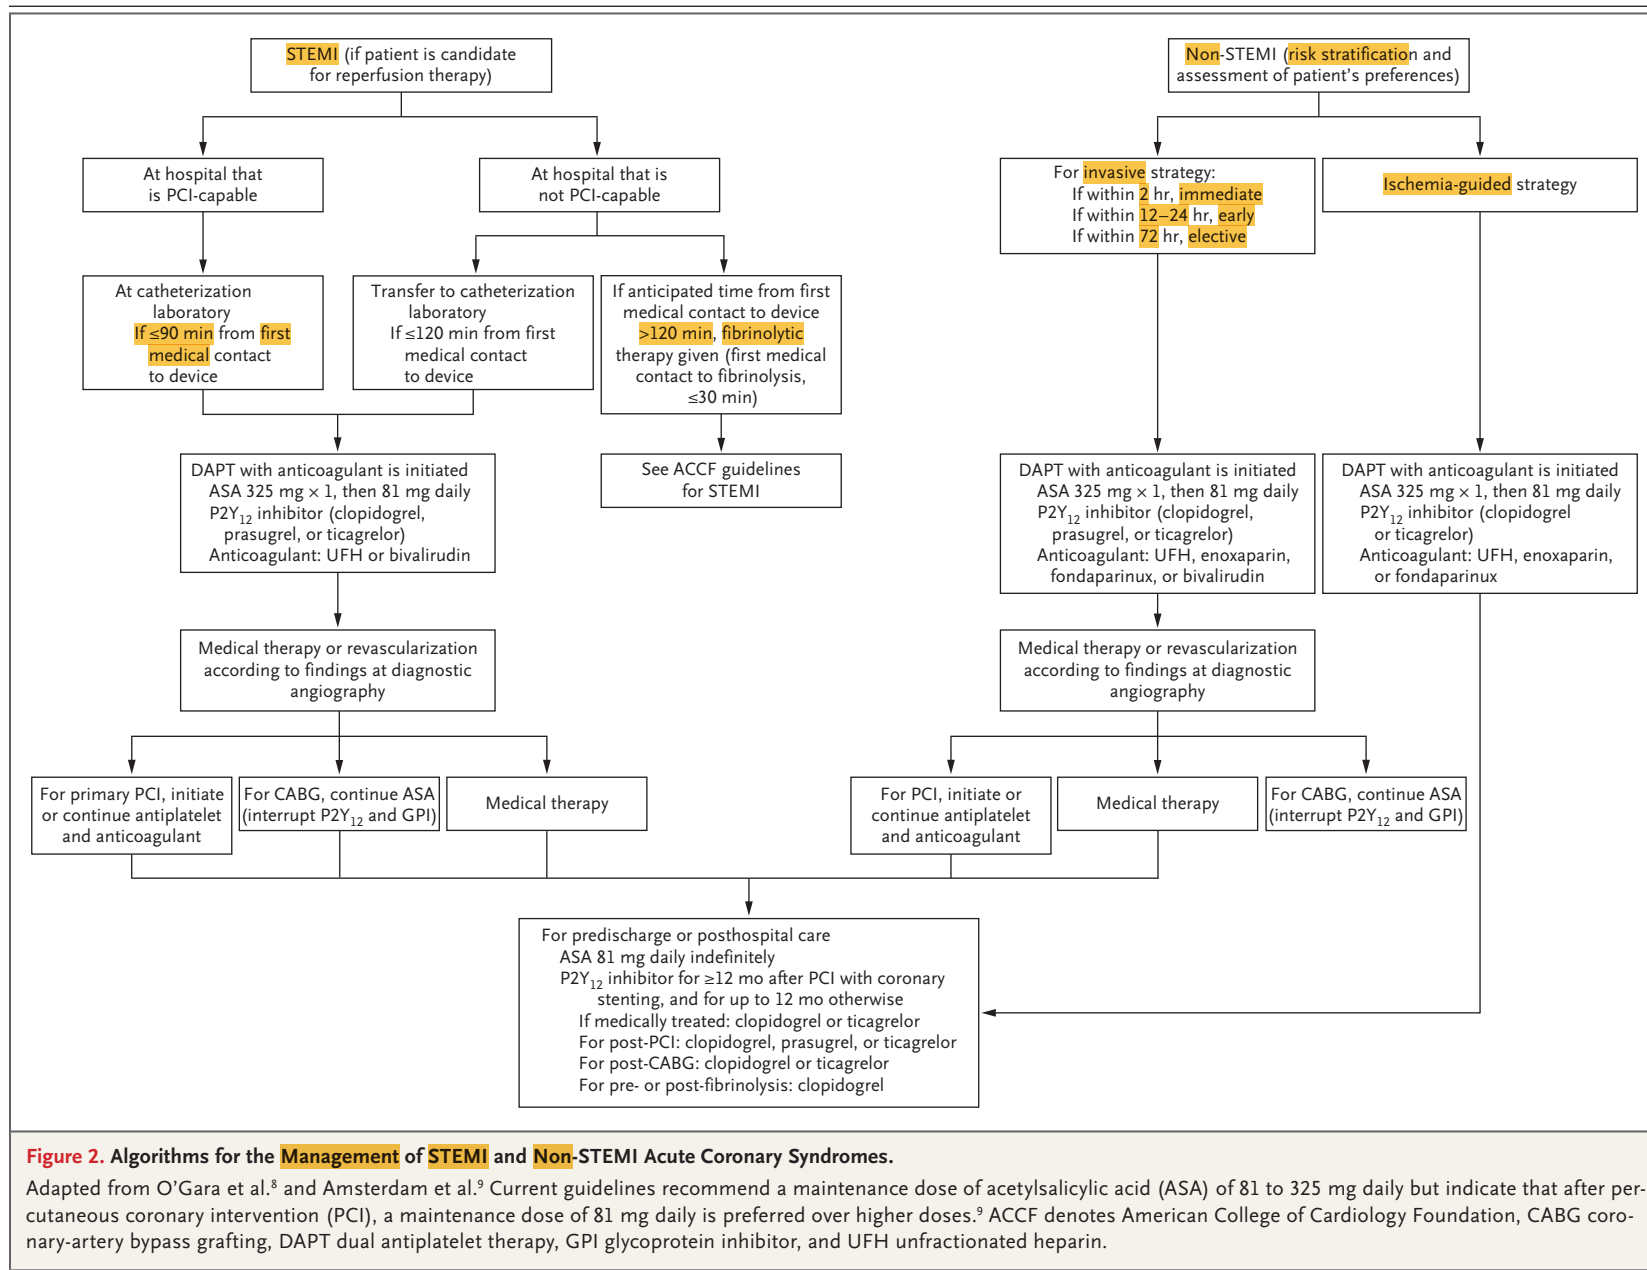 STEMI (if patient is candidate
for reperfusion therapy)
Non-STEMI (risk stratification and
assessment of patient's preferences)
At hospital that
is PCI-capable
At hospital that is
not PCI-capable
For invasive strategy:
If within 2 hr, immediate
If within 12–24 hr, early
If within 72 hr, elective
Ischemia-guided strategy
At catheterization
laboratory
If ≤90 min from first
medical contact
to device
Transfer to catheterization
laboratory
If ≤120 min from first
medical contact
to device
If anticipated time from first
medical contact to device
>120 min, fibrinolytic
therapy given (first medical
contact to fibrinolysis,
≤30 min)
DAPT with anticoagulant is initiated
ASA 325 mg × 1, then 81 mg daily
P2Y₁₂ inhibitor (clopidogrel,
prasugrel, or ticagrelor)
Anticoagulant: UFH or bivalirudin
See ACCF guidelines
for STEMI
DAPT with anticoagulant is initiated
ASA 325 mg × 1, then 81 mg daily
P2Y₁₂ inhibitor (clopidogrel,
prasugrel, or ticagrelor)
Anticoagulant: UFH, enoxaparin,
fondaparinux, or bivalirudin
DAPT with anticoagulant is initiated
ASA 325 mg × 1, then 81 mg daily
P2Y₁₂ inhibitor (clopidogrel
or ticagrelor)
Anticoagulant: UFH, enoxaparin,
or fondaparinux
Medical therapy or revascularization
according to findings at diagnostic
angiography
Medical therapy or revascularization
according to findings at diagnostic
angiography
For primary PCI, initiate
or continue antiplatelet
and anticoagulant
For CABG, continue ASA
(interrupt P2Y₁₂ and GPI)
Medical therapy
For PCI, initiate or
continue antiplatelet
and anticoagulant
Medical therapy
For CABG, continue ASA
(interrupt P2Y₁₂ and GPI)
For predischarge or posthospital care
ASA 81 mg daily indefinitely
P2Y₁₂ inhibitor for ≥12 mo after PCI with coronary
stenting, and for up to 12 mo otherwise
If medically treated: clopidogrel or ticagrelor
For post-PCI: clopidogrel, prasugrel, or ticagrelor
For post-CABG: clopidogrel or ticagrelor
For pre- or post-fibrinolysis: clopidogrel
Figure 2. Algorithms for the Management of STEMI and Non-STEMI Acute Coronary Syndromes.
Adapted from O'Gara et al.⁸ and Amsterdam et al.⁹ Current guidelines recommend a maintenance dose of acetylsalicylic acid (ASA) of 81 to 325 mg daily but indicate that after per-
cutaneous coronary intervention (PCI), a maintenance dose of 81 mg daily is preferred over higher doses.⁹ ACCF denotes American College of Cardiology Foundation, CABG coro-
nary-artery bypass grafting, DAPT dual antiplatelet therapy, GPI glycoprotein inhibitor, and UFH unfractionated heparin.